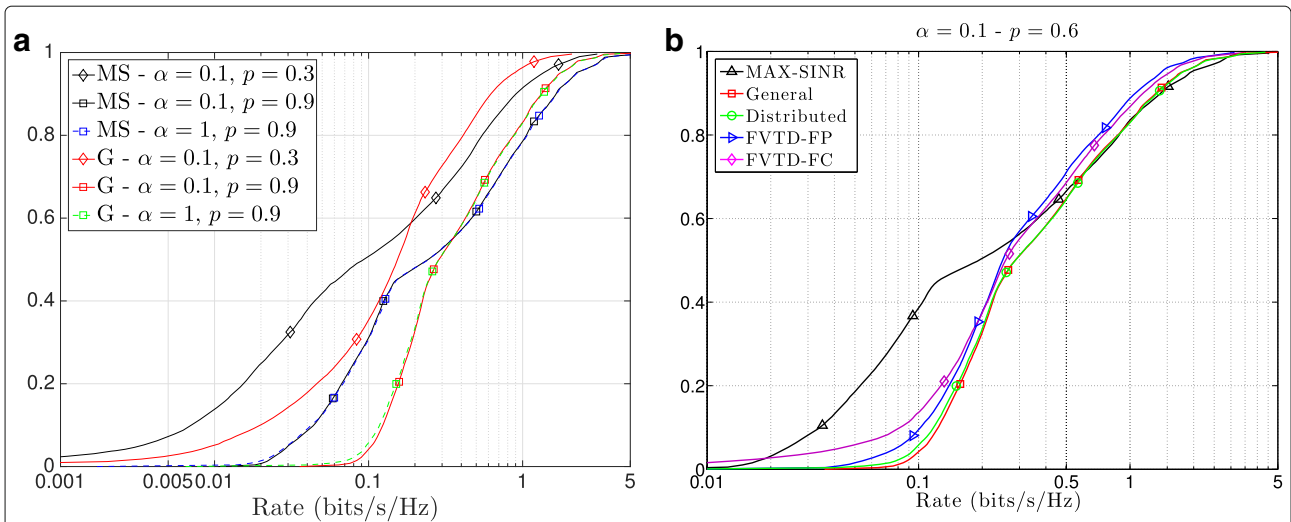 a
1
0.8
0.6
0.4
0.2
0
0.001
0.005
0.01
0.1
1
5
Rate (bits/s/Hz)
MS - α = 0.1, p = 0.3
MS - α = 0.1, p = 0.9
MS - α = 1, p = 0.9
G - α = 0.1, p = 0.3
G - α = 0.1, p = 0.9
G - α = 1, p = 0.9
b
α = 0.1 - p = 0.6
1
0.8
0.6
0.4
0.2
0
0.01
0.1
0.5
1
5
Rate (bits/s/Hz)
MAX-SINR
General
Distributed
FVTD-FP
FVTD-FC